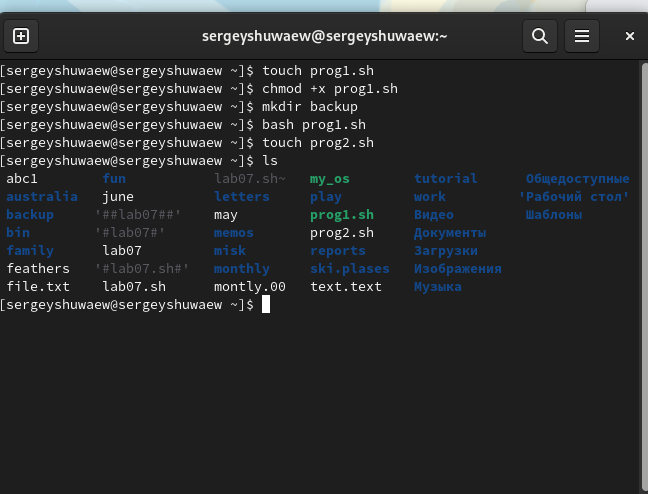 sergeyshuwaew@sergeyshuwaew:~
[sergeyshuwaew@sergeyshuwaew ~]$ touch prog1.sh
[sergeyshuwaew@sergeyshuwaew ~]$ chmod +x prog1.sh
[sergeyshuwaew@sergeyshuwaew ~]$ mkdir backup
[sergeyshuwaew@sergeyshuwaew ~]$ bash prog1.sh
[sergeyshuwaew@sergeyshuwaew ~]$ touch prog2.sh
[sergeyshuwaew@sergeyshuwaew ~]$ ls
abc1 fun lab07.sh~ my_os tutorial Общедоступные
australia june letters play work 'Рабочий стол'
backup '##lab07##' may prog1.sh Видео Шаблоны
bin '#lab07#' memos prog2.sh Документы
family lab07 misk reports Загрузки
feathers '#lab07.sh#' monthly ski.plases Изображения
file.txt lab07.sh montly.00 text.text Музыка
[sergeyshuwaew@sergeyshuwaew ~]$